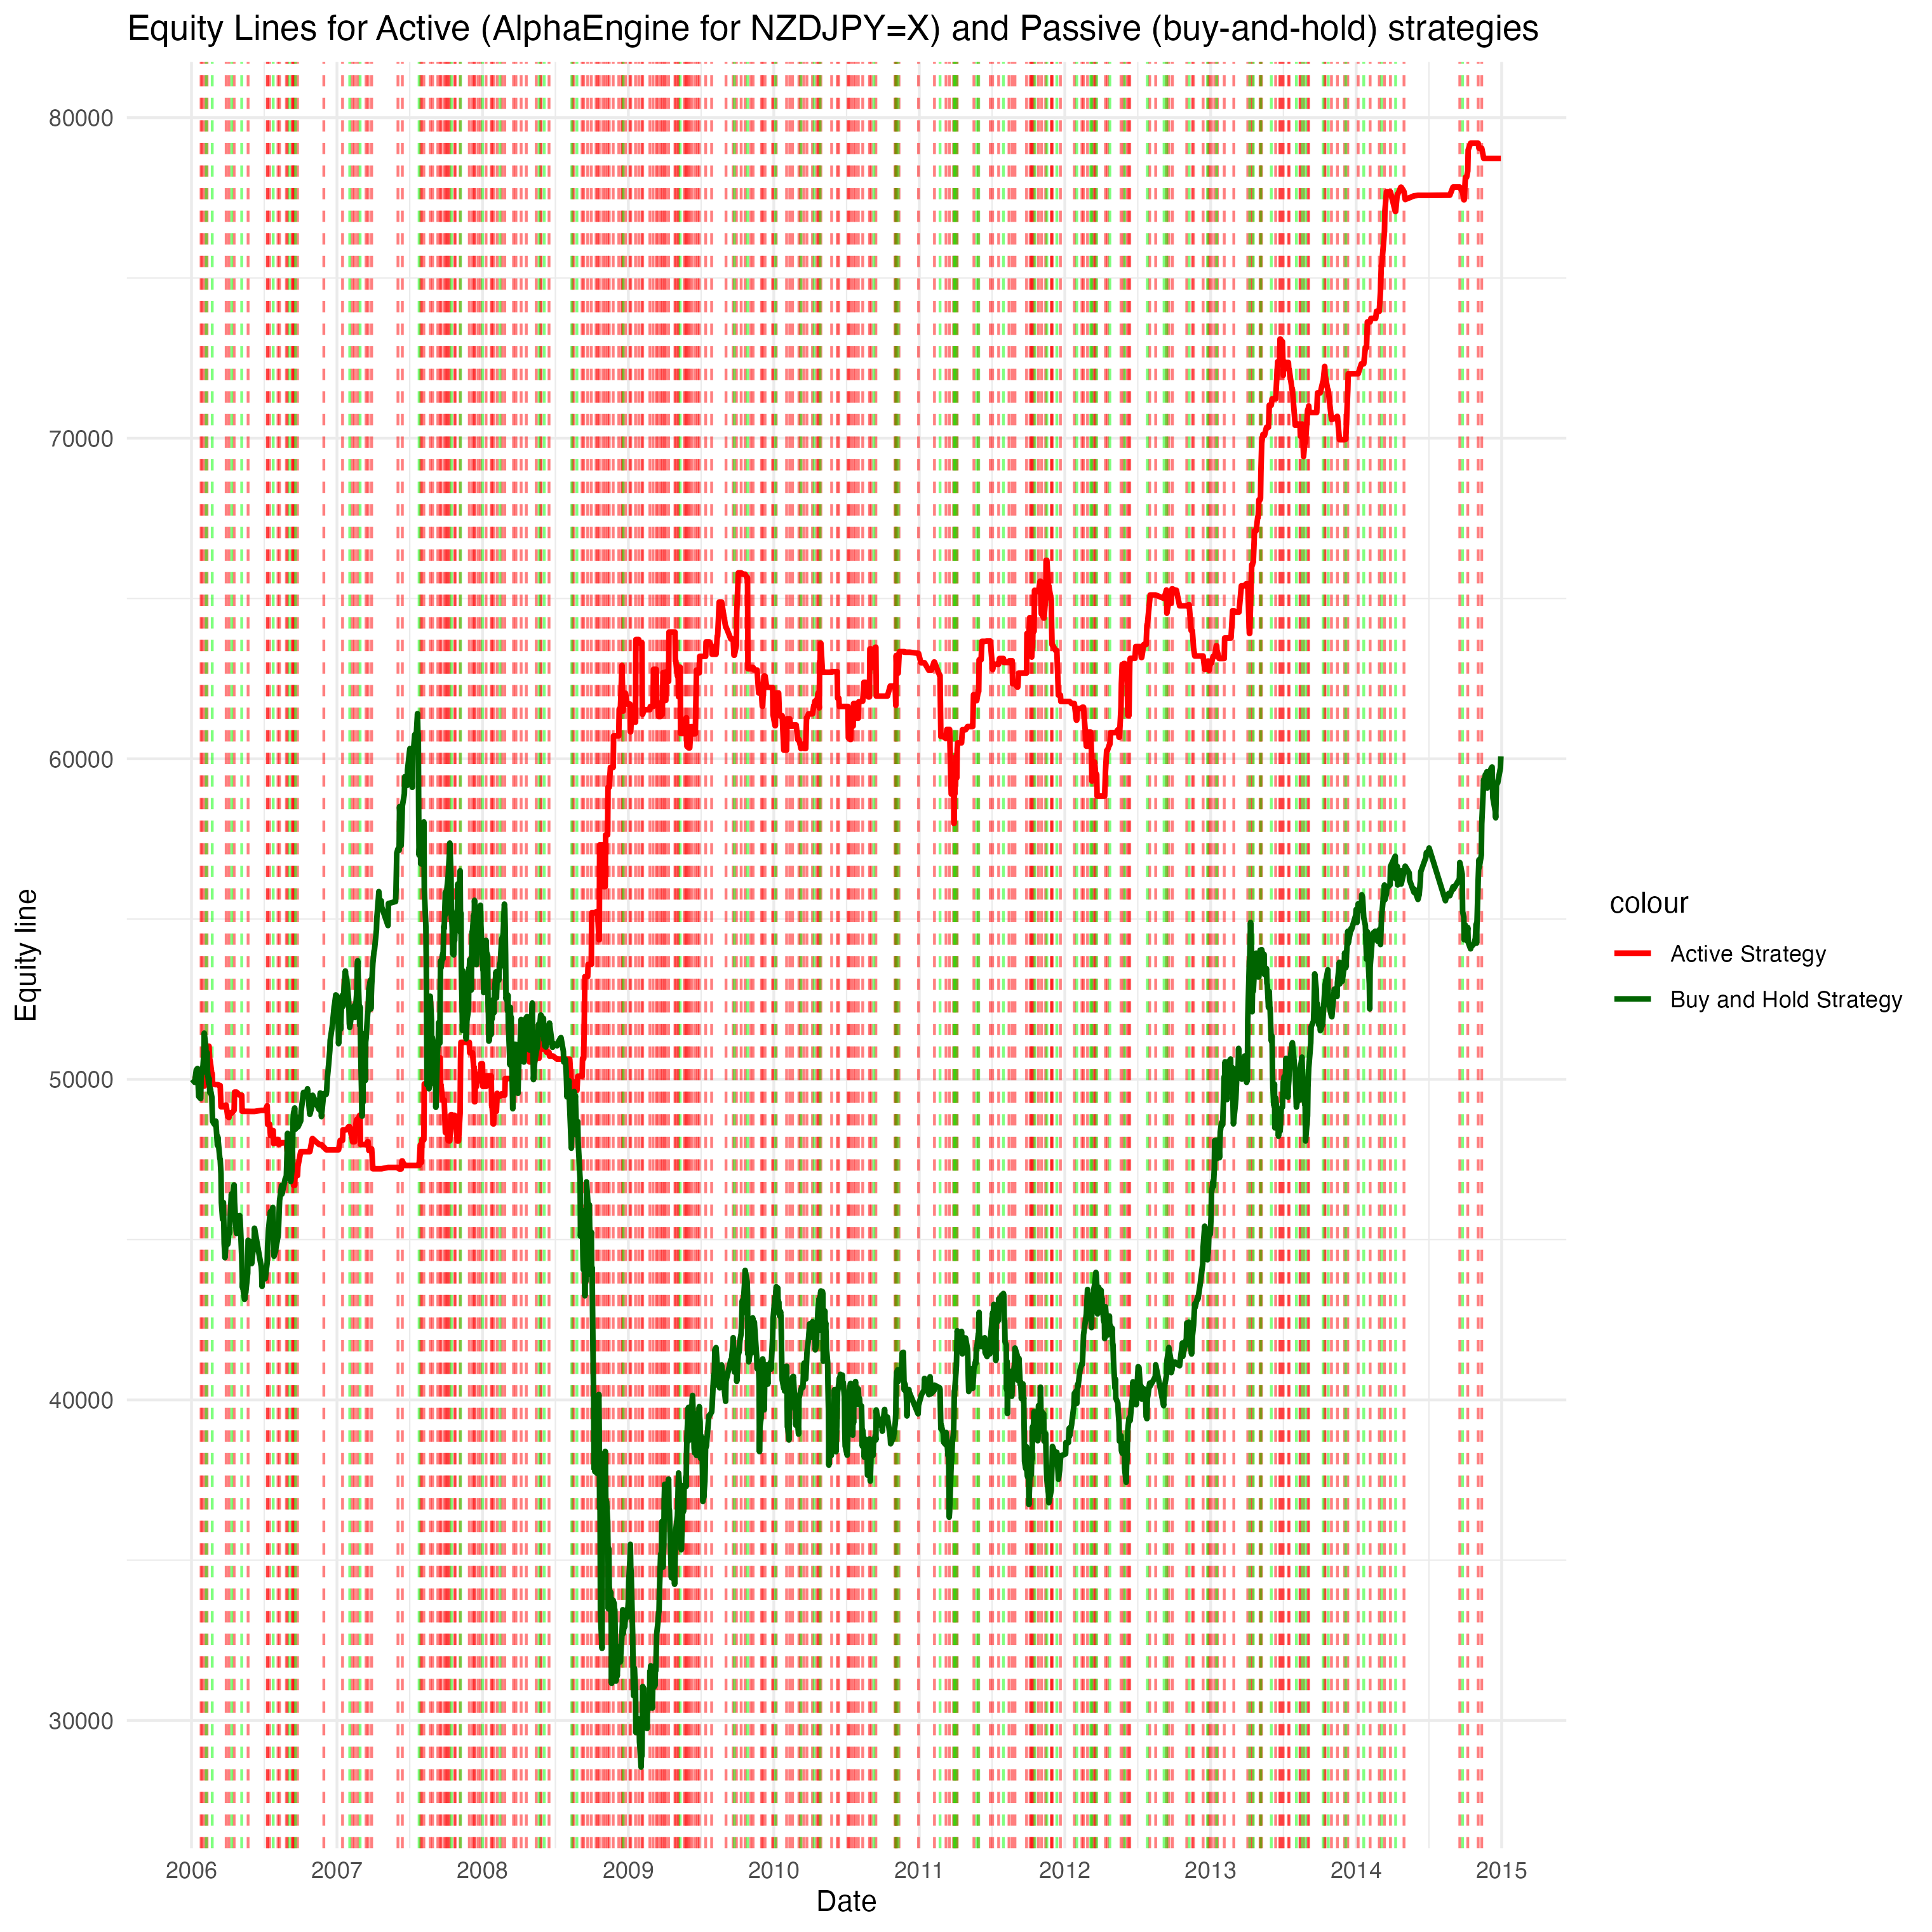 Equity Lines for Active (AlphaEngine for NZDJPY=X) and Passive (buy-and-hold) strategies
Equity line
80000
70000
60000
50000
40000
30000
2006 2007 2008 2009 2010 2011 2012 2013 2014 2015
Date
colour
Active Strategy
Buy and Hold Strategy